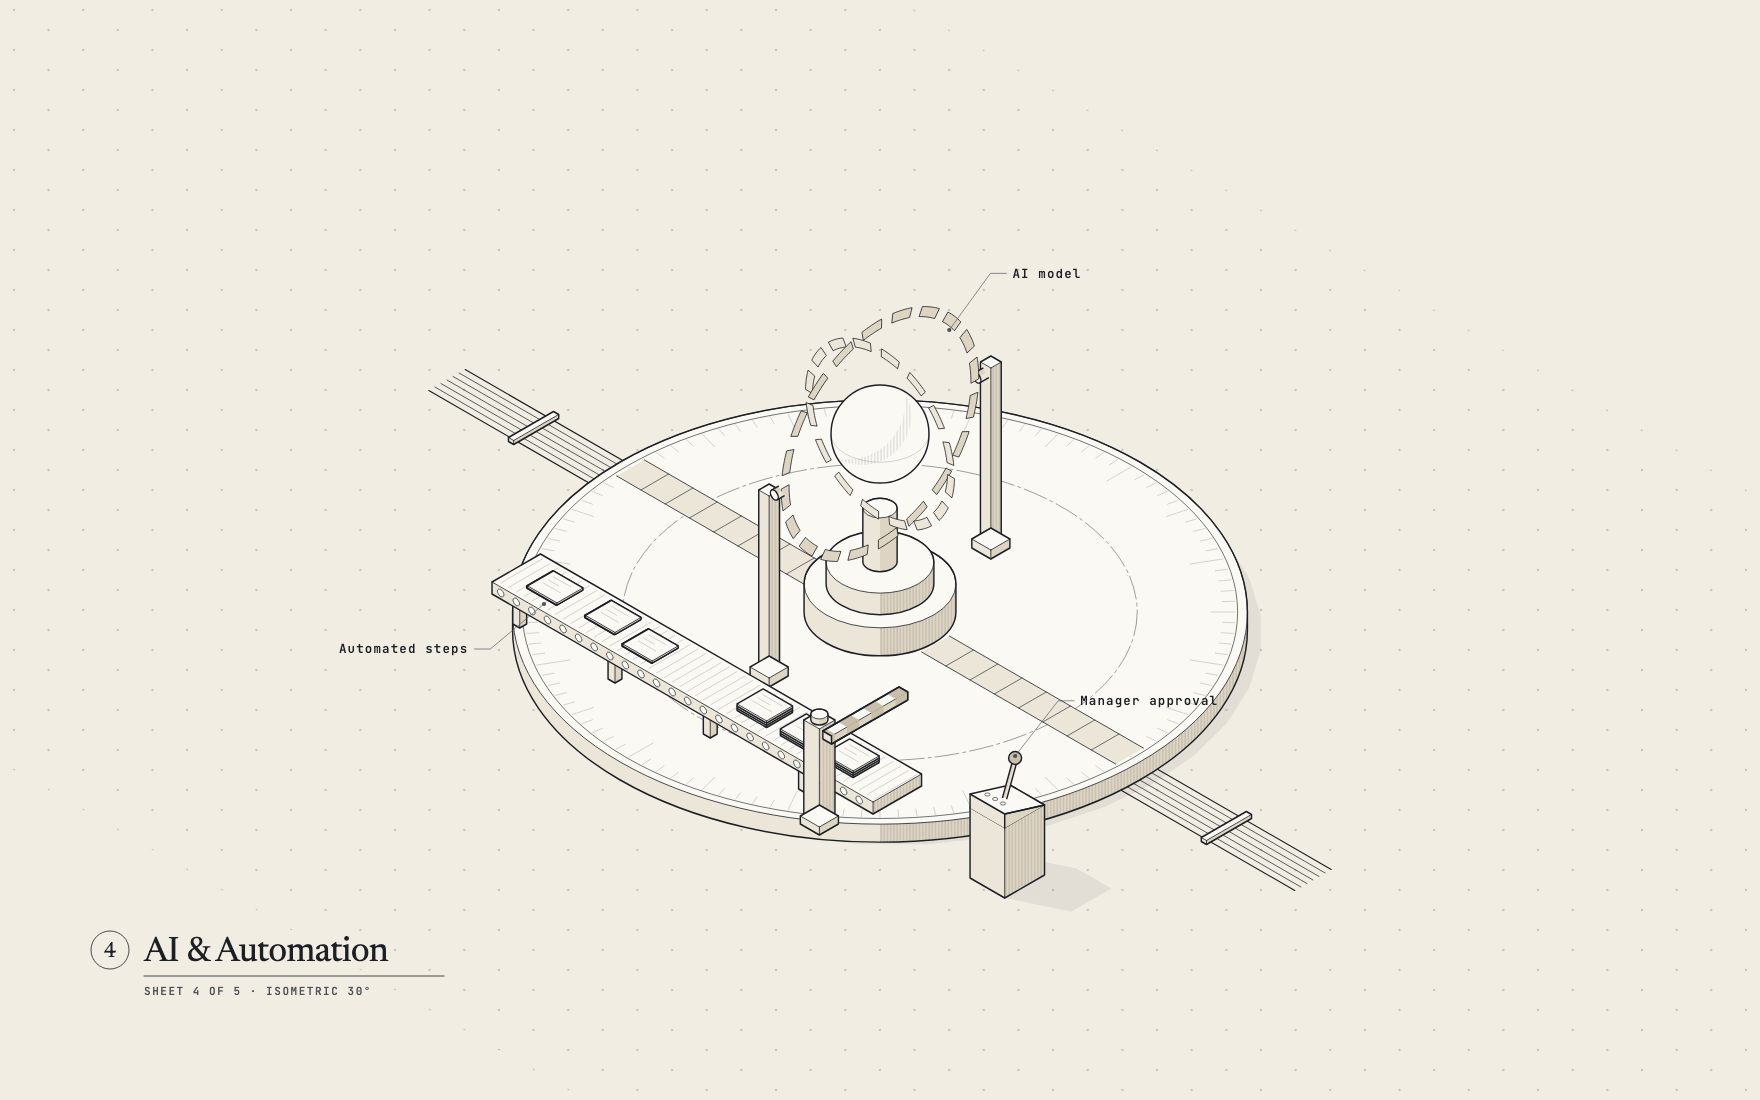 AI model
Automated steps
Manager approval
4
AI & Automation
SHEET 4 OF 5 · ISOMETRIC 30°